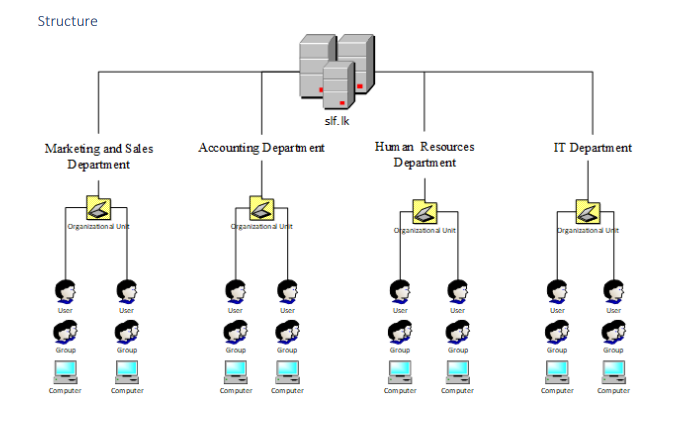 Structure
slf.lk
Marketing and Sales
Department
Accounting Department
Human Resources
Department
IT Department
Organizational Unit
Organizational Unit
Organizational Unit
Organizational Unit
User User User User User User User User
Group Group Group Group Group Group Group Group
Computer Computer Computer Computer Computer Computer Computer Computer